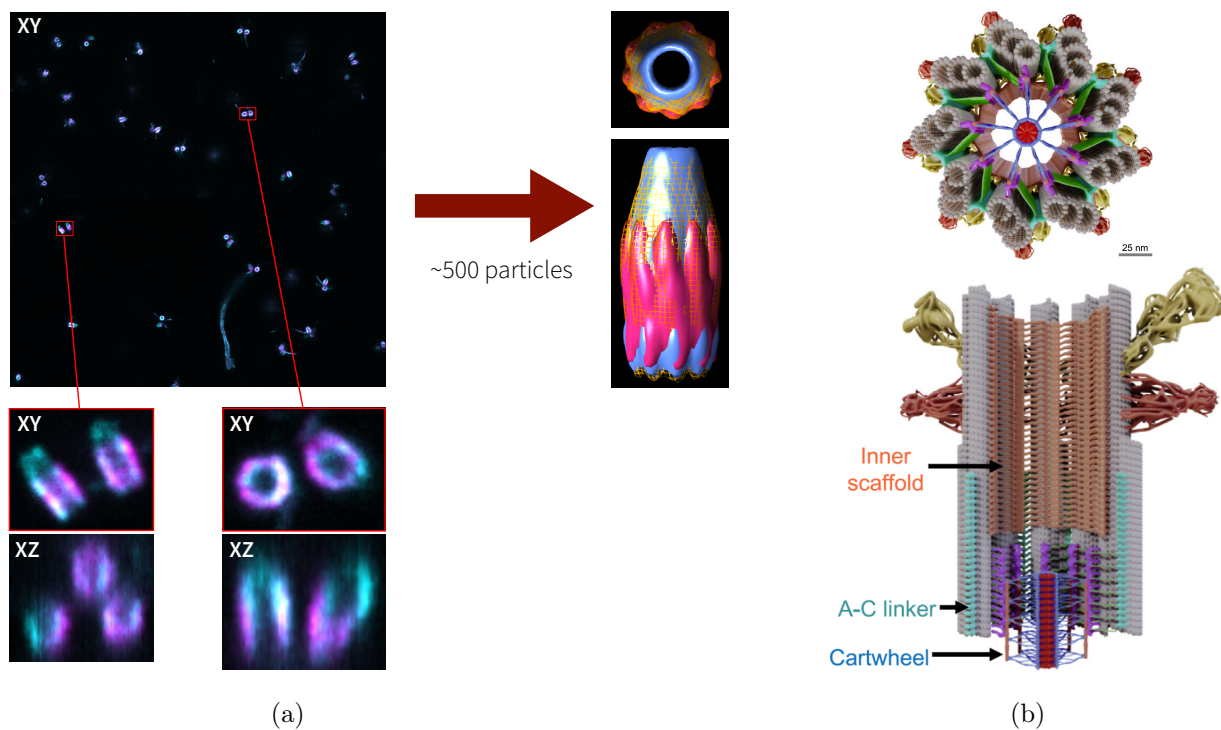 XY
~500 particles
XY
XY
XZ
XZ
25 nm
Inner
scaffold
A-C linker
Cartwheel
(a)
(b)